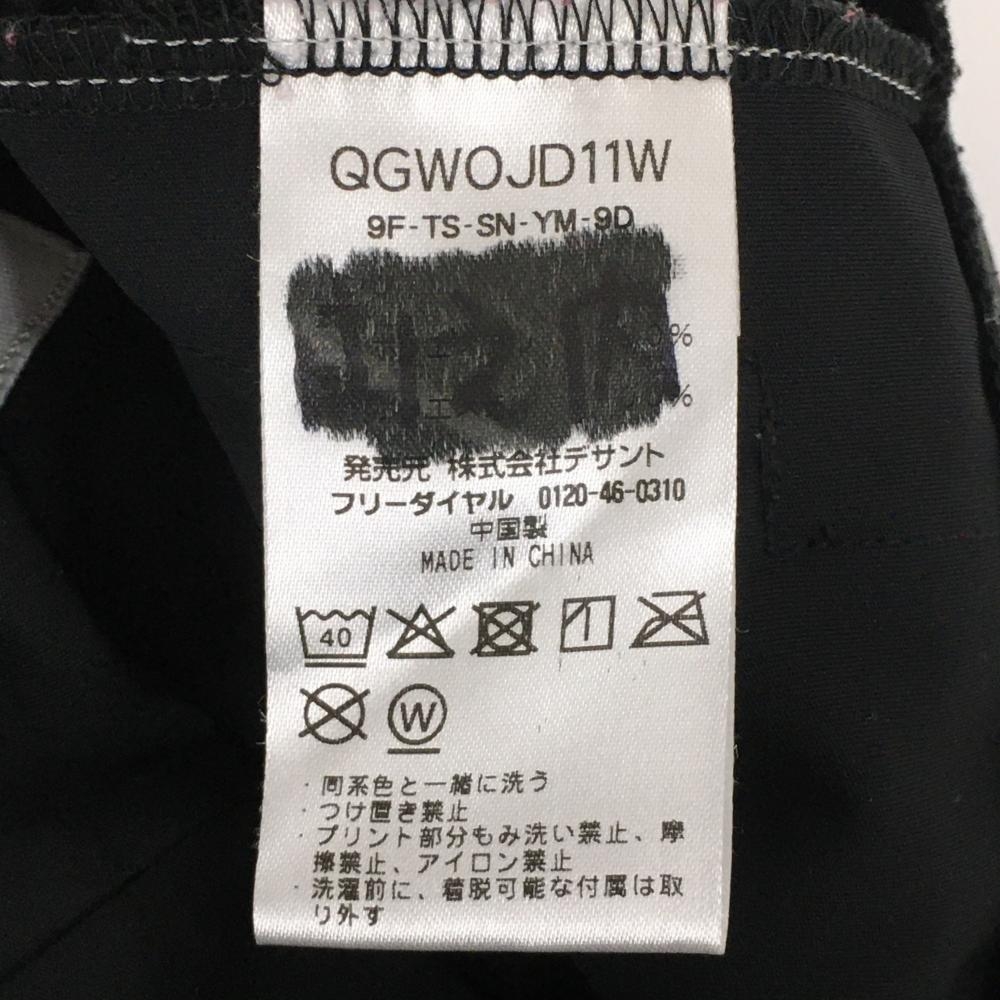 QGWOJD11W
9F-TS-SN-YM-9D
%
%
発売元 株式会社デサント
フリーダイヤル 0120-46-0310
中国製
MADE IN CHINA
40
W
・同系色と一緒に洗う
・つけ置き禁止
・プリント部分もみ洗い禁止、摩
擦禁止、アイロン禁止
・洗濯前に、着脱可能な付属は取
り外す